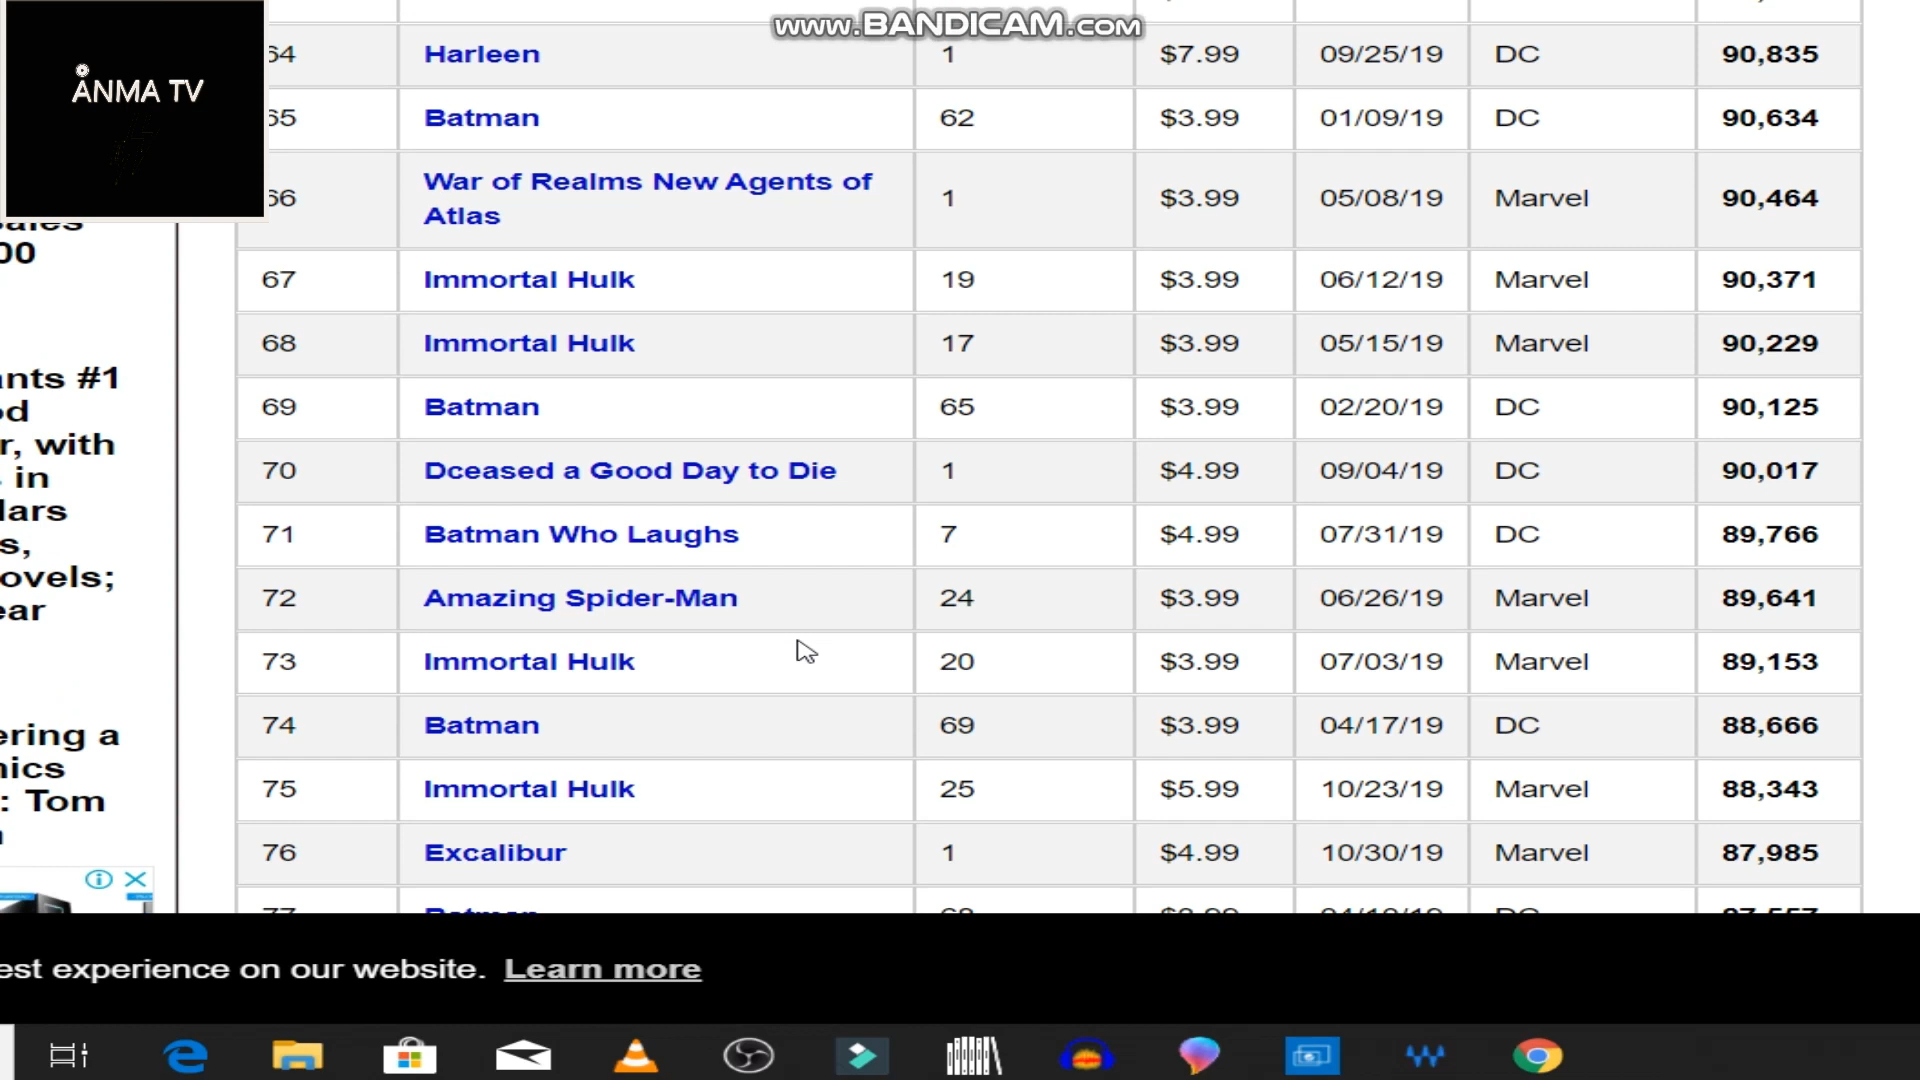 www.BANDICAM.com
ANMA TV
64 Harleen 1 $7.99 09/25/19 DC 90,835
65 Batman 62 $3.99 01/09/19 DC 90,634
66 War of Realms New Agents of Atlas 1 $3.99 05/08/19 Marvel 90,464
67 Immortal Hulk 19 $3.99 06/12/19 Marvel 90,371
68 Immortal Hulk 17 $3.99 05/15/19 Marvel 90,229
69 Batman 65 $3.99 02/20/19 DC 90,125
70 Dceased a Good Day to Die 1 $4.99 09/04/19 DC 90,017
71 Batman Who Laughs 7 $4.99 07/31/19 DC 89,766
72 Amazing Spider-Man 24 $3.99 06/26/19 Marvel 89,641
73 Immortal Hulk 20 $3.99 07/03/19 Marvel 89,153
74 Batman 69 $3.99 04/17/19 DC 88,666
75 Immortal Hulk 25 $5.99 10/23/19 Marvel 88,343
76 Excalibur 1 $4.99 10/30/19 Marvel 87,985
77 Batman
00
ants #1
od
r, with
in
lars
s,
ovels;
ear
ering a
nics
: Tom
est experience on our website. Learn more